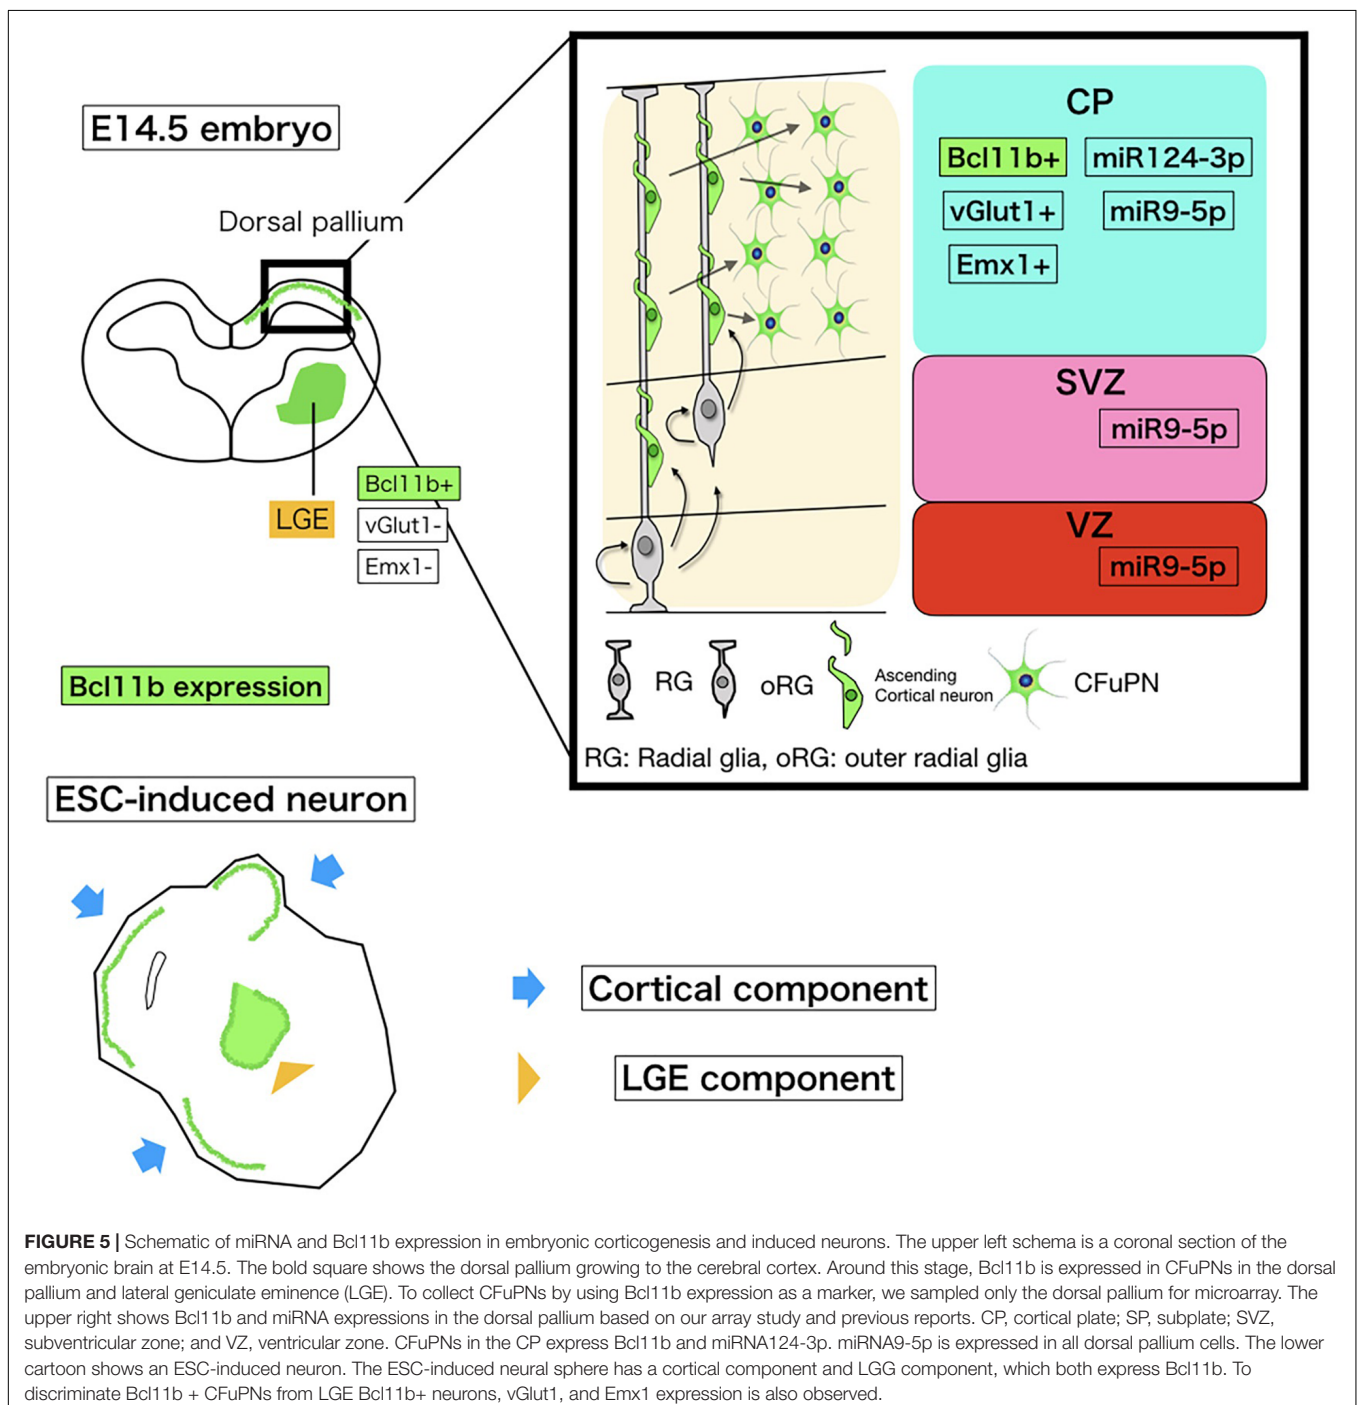 E14.5 embryo
Dorsal pallium
LGE
Bcl11b+
vGlut1-
Emx1-
Bcl11b expression
CP
Bcl11b+
miR124-3p
vGlut1+
miR9-5p
Emx1+
SVZ
miR9-5p
VZ
miR9-5p
RG
oRG
Ascending
Cortical neuron
CFuPN
RG: Radial glia, oRG: outer radial glia
ESC-induced neuron
Cortical component
LGE component
FIGURE 5 | Schematic of miRNA and Bcl11b expression in embryonic corticogenesis and induced neurons. The upper left schema is a coronal section of the
embryonic brain at E14.5. The bold square shows the dorsal pallium growing to the cerebral cortex. Around this stage, Bcl11b is expressed in CFuPNs in the dorsal
pallium and lateral geniculate eminence (LGE). To collect CFuPNs by using Bcl11b expression as a marker, we sampled only the dorsal pallium for microarray. The
upper right shows Bcl11b and miRNA expressions in the dorsal pallium based on our array study and previous reports. CP, cortical plate; SP, subplate; SVZ,
subventricular zone; and VZ, ventricular zone. CFuPNs in the CP express Bcl11b and miRNA124-3p. miRNA9-5p is expressed in all dorsal pallium cells. The lower
cartoon shows an ESC-induced neuron. The ESC-induced neural sphere has a cortical component and LGG component, which both express Bcl11b. To
discriminate Bcl11b + CFuPNs from LGE Bcl11b+ neurons, vGlut1, and Emx1 expression is also observed.